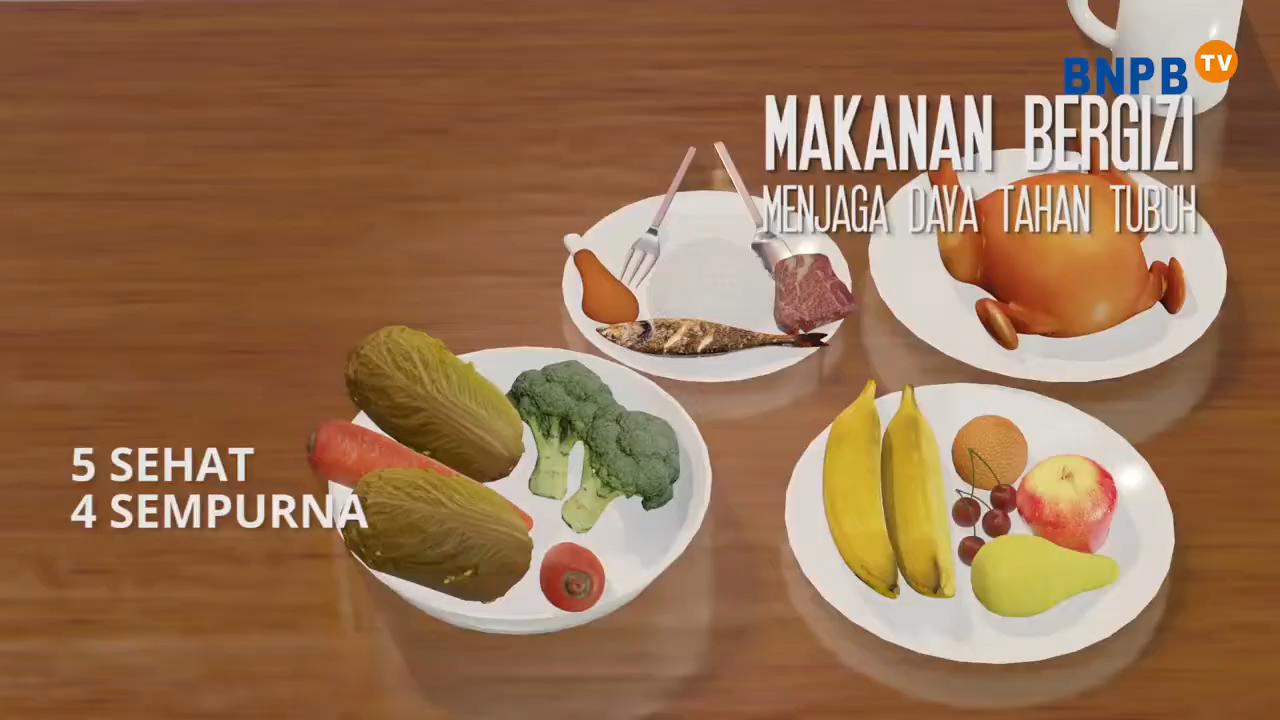 BNPB TV
MAKANAN BERGIZI
MENJAGA DAYA TAHAN TUBUH
5 SEHAT
4 SEMPURNA